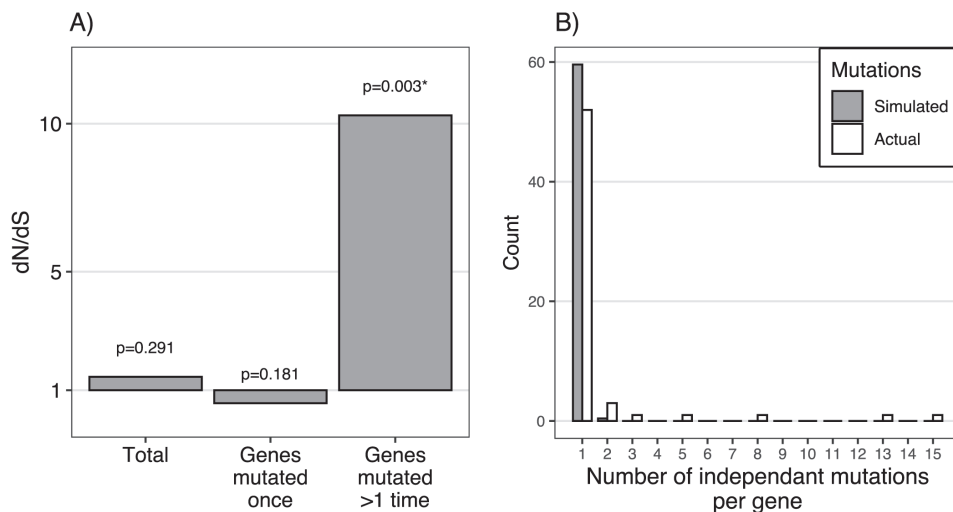 A)
dN/dS
10
5
1
p=0.291
p=0.181
p=0.003*
Total
Genes
mutated
once
Genes
mutated
>1 time
B)
Count
60
40
20
0
Mutations
Simulated
Actual
1 2 3 4 5 6 7 8 9 10 11 12 13 14 15
Number of independant mutations
per gene